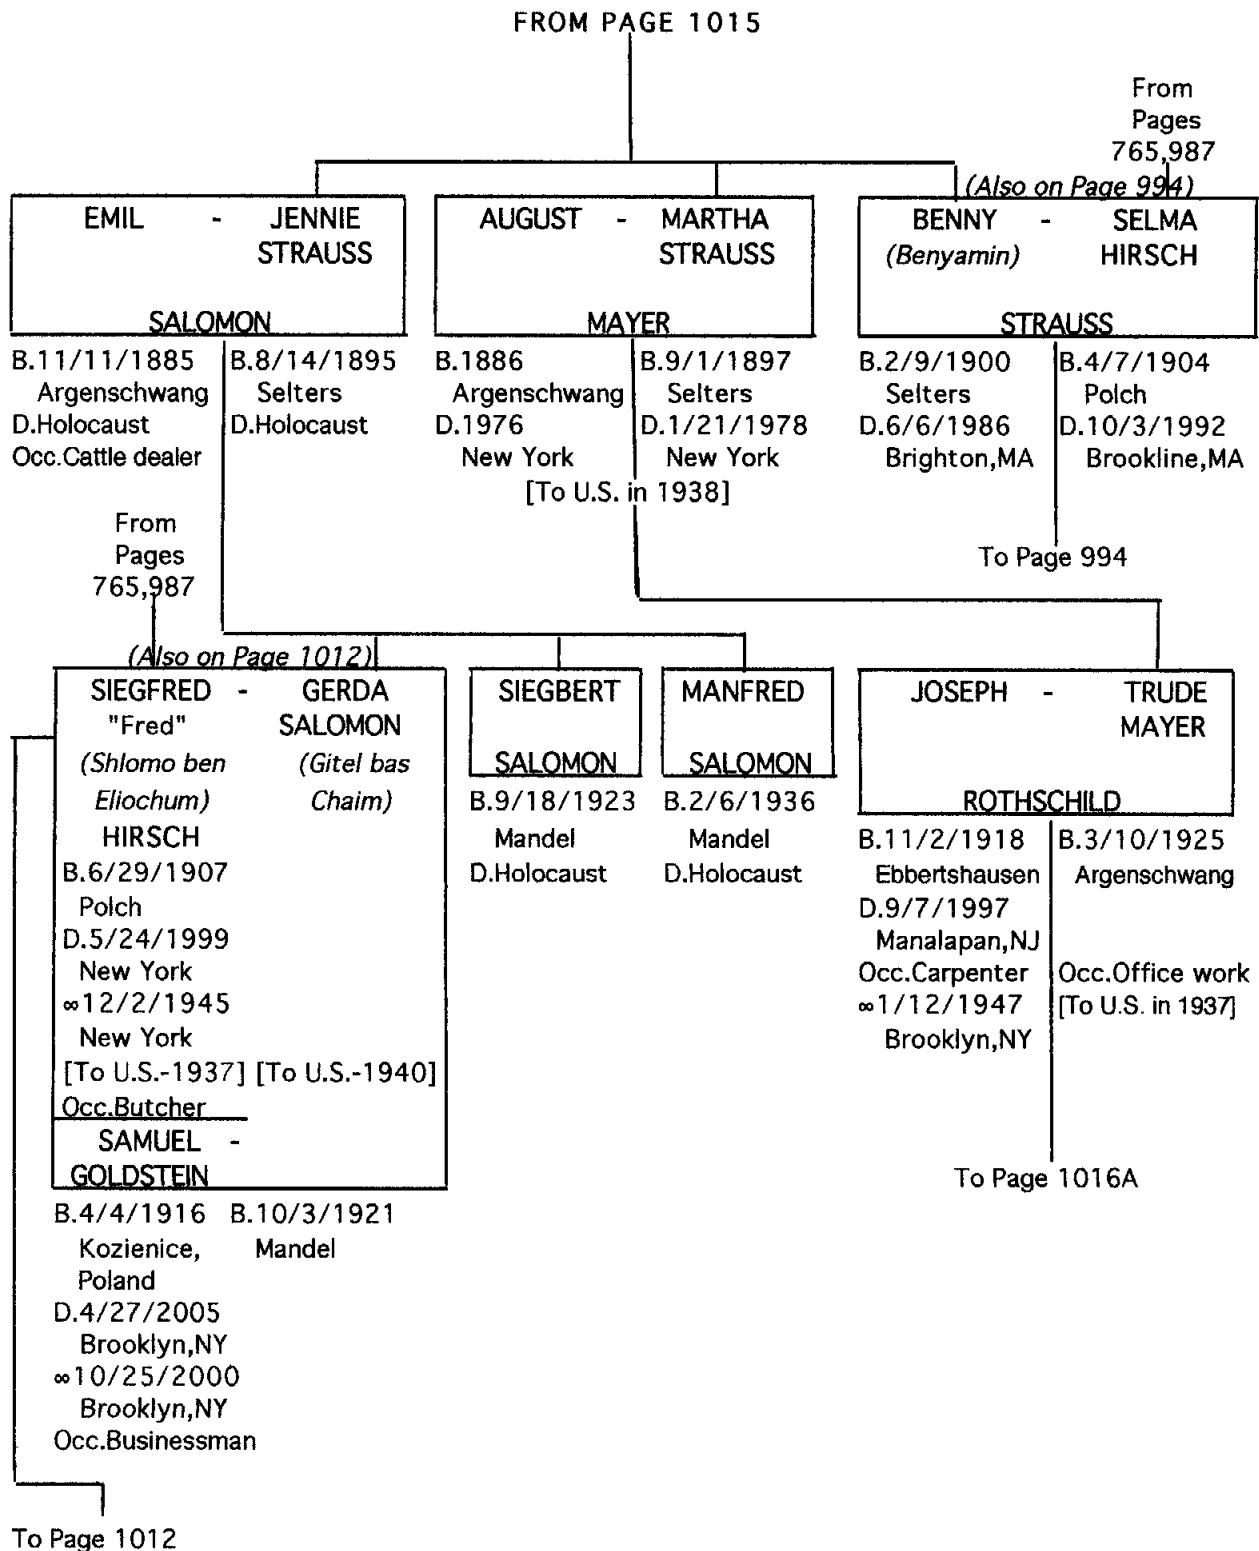 FROM PAGE 1015
From
Pages
765,987
(Also on Page 994)
EMIL - JENNIE
STRAUSS
SALOMON
B.11/11/1885
Argenschwang
D.Holocaust
Occ.Cattle dealer
B.8/14/1895
Selters
D.Holocaust
AUGUST - MARTHA
STRAUSS
MAYER
B.1886
Argenschwang
D.1976
New York
B.9/1/1897
Selters
D.1/21/1978
New York
[To U.S. in 1938]
BENNY - SELMA
(Benyamin) HIRSCH
STRAUSS
B.2/9/1900
Selters
D.6/6/1986
Brighton,MA
B.4/7/1904
Polch
D.10/3/1992
Brookline,MA
To Page 994
From
Pages
765,987
(Also on Page 1012)
SIEGFRED - GERDA
"Fred" SALOMON
(Shlomo ben (Gitel bas
Eliochum) Chaim)
HIRSCH
B.6/29/1907
Polch
D.5/24/1999
New York
∞12/2/1945
New York
[To U.S.-1937] [To U.S.-1940]
Occ.Butcher
SAMUEL -
GOLDSTEIN
B.4/4/1916
Kozienice,
Poland
D.4/27/2005
Brooklyn,NY
∞10/25/2000
Brooklyn,NY
Occ.Businessman
B.10/3/1921
Mandel
To Page 1012
SIEGBERT
SALOMON
B.9/18/1923
Mandel
D.Holocaust
MANFRED
SALOMON
B.2/6/1936
Mandel
D.Holocaust
JOSEPH - TRUDE
MAYER
ROTHSCHILD
B.11/2/1918
Ebbertshausen
D.9/7/1997
Manalapan,NJ
Occ.Carpenter
∞1/12/1947
Brooklyn,NY
B.3/10/1925
Argenschwang
Occ.Office work
[To U.S. in 1937]
To Page 1016A